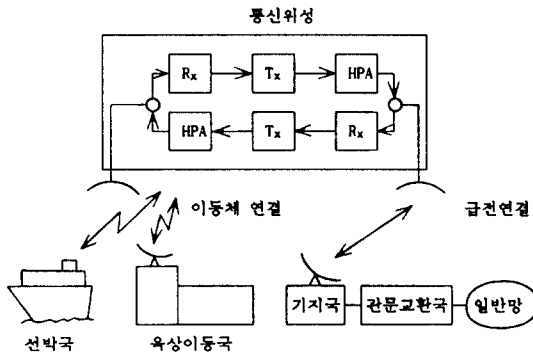 통신위성
Rx Tx HPA
HPA Tx Rx
이동체 연결 급전연결
기지국 관문교환국 일반망
선박국 육상이동국